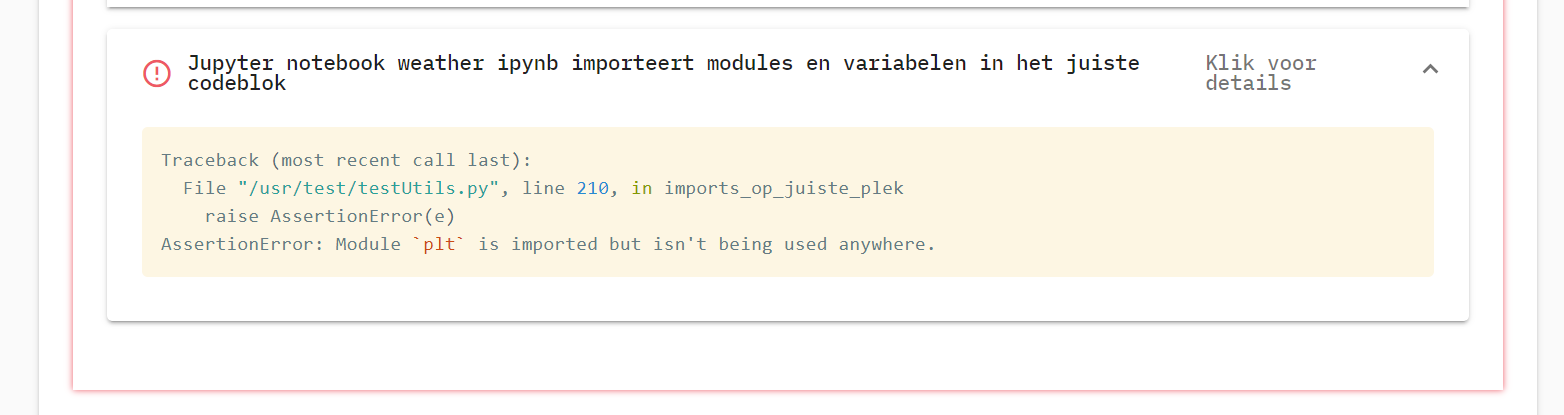 Jupyter notebook weather ipynb importeert modules en variabelen in het juiste
codeblok
Klik voor
details
Traceback (most recent call last):
  File "/usr/test/testUtils.py", line 210, in imports_op_juiste_plek
    raise AssertionError(e)
AssertionError: Module `plt` is imported but isn't being used anywhere.